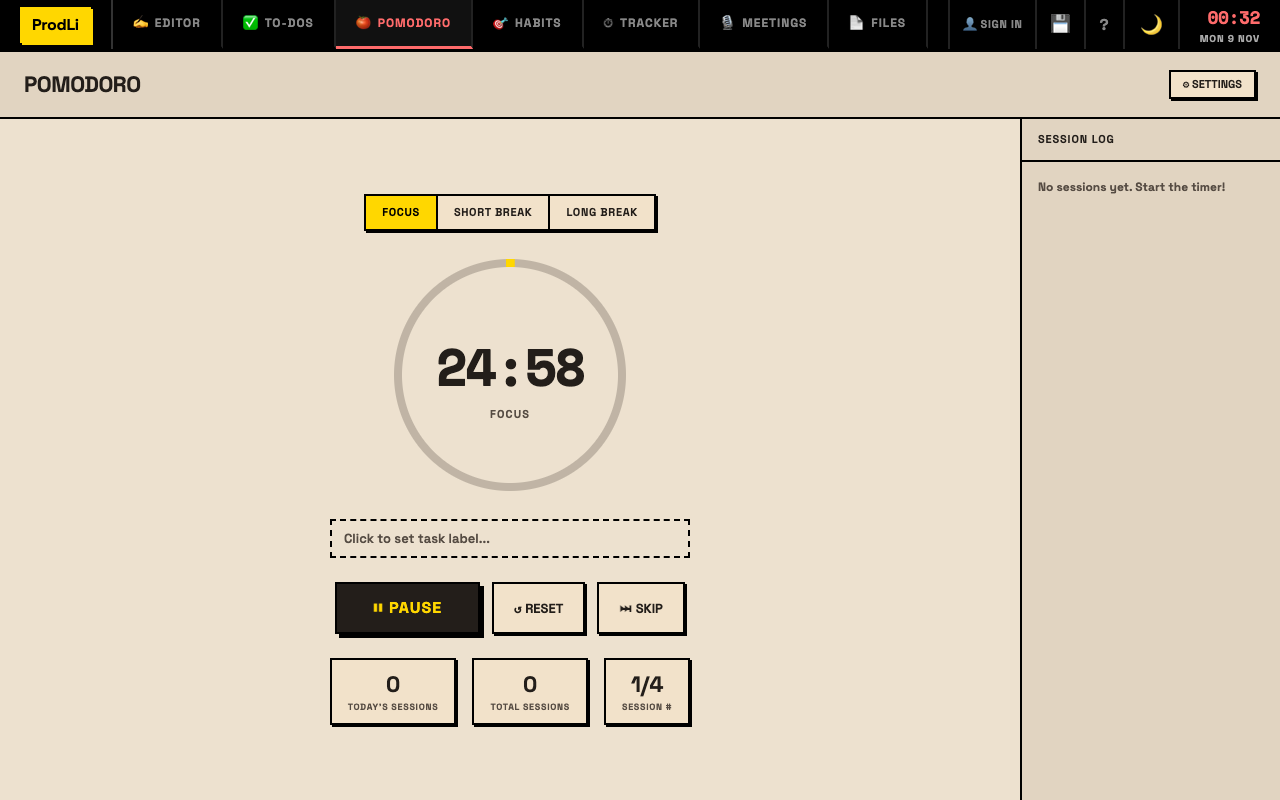 ProdLi
✍️ EDITOR
✅ TO-DOS
🍅 POMODORO
🎯 HABITS
⏱ TRACKER
🎙️ MEETINGS
📄 FILES
👤 SIGN IN
💾
?
🌙
00:32
MON 9 NOV
POMODORO
⚙ SETTINGS
FOCUS
SHORT BREAK
LONG BREAK
24:58
FOCUS
Click to set task label...
⏸ PAUSE
↺ RESET
⏭ SKIP
0
TODAY'S SESSIONS
0
TOTAL SESSIONS
1/4
SESSION #
SESSION LOG
No sessions yet. Start the timer!